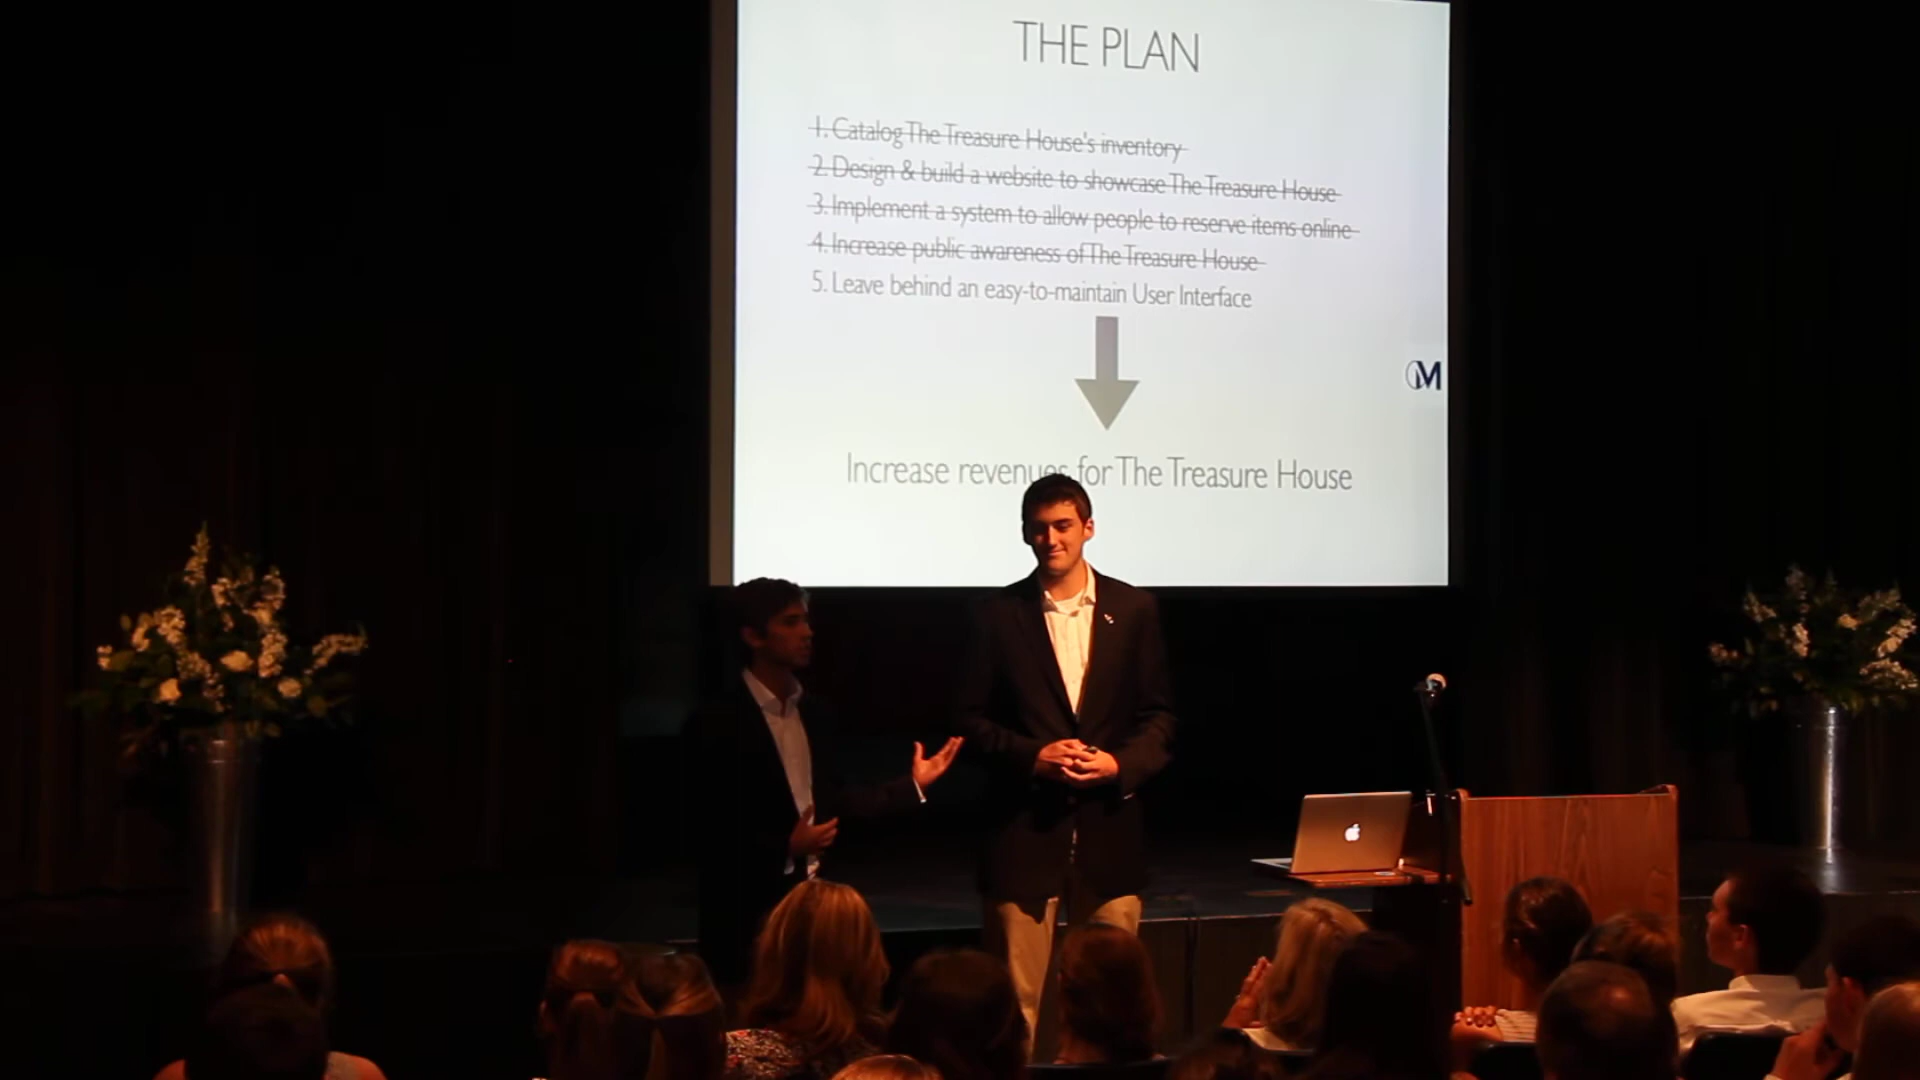 THE PLAN
1. Catalog The Treasure House's inventory
2. Design & build a website to showcase The Treasure House
3. Implement a system to allow people to reserve items online
4. Increase public awareness of The Treasure House
5. Leave behind an easy-to-maintain User Interface
M
Increase revenues for The Treasure House